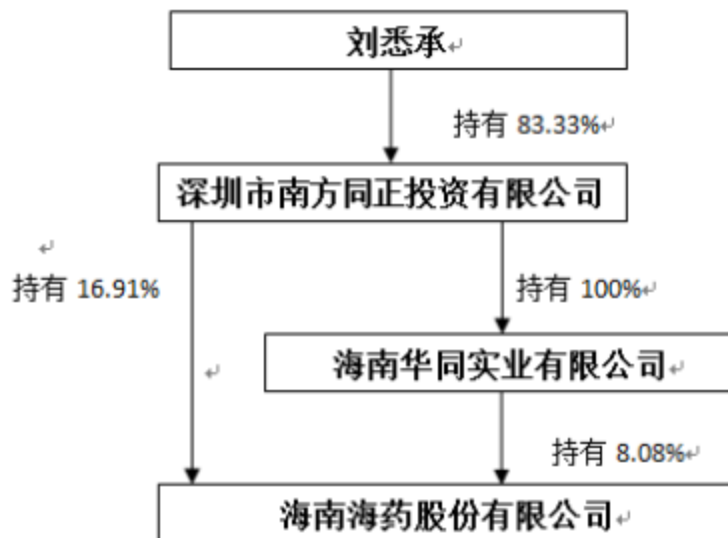 刘悉承
持有 83.33%
深圳市南方同正投资有限公司
持有 16.91%
持有 100%
海南华同实业有限公司
持有 8.08%
海南海药股份有限公司